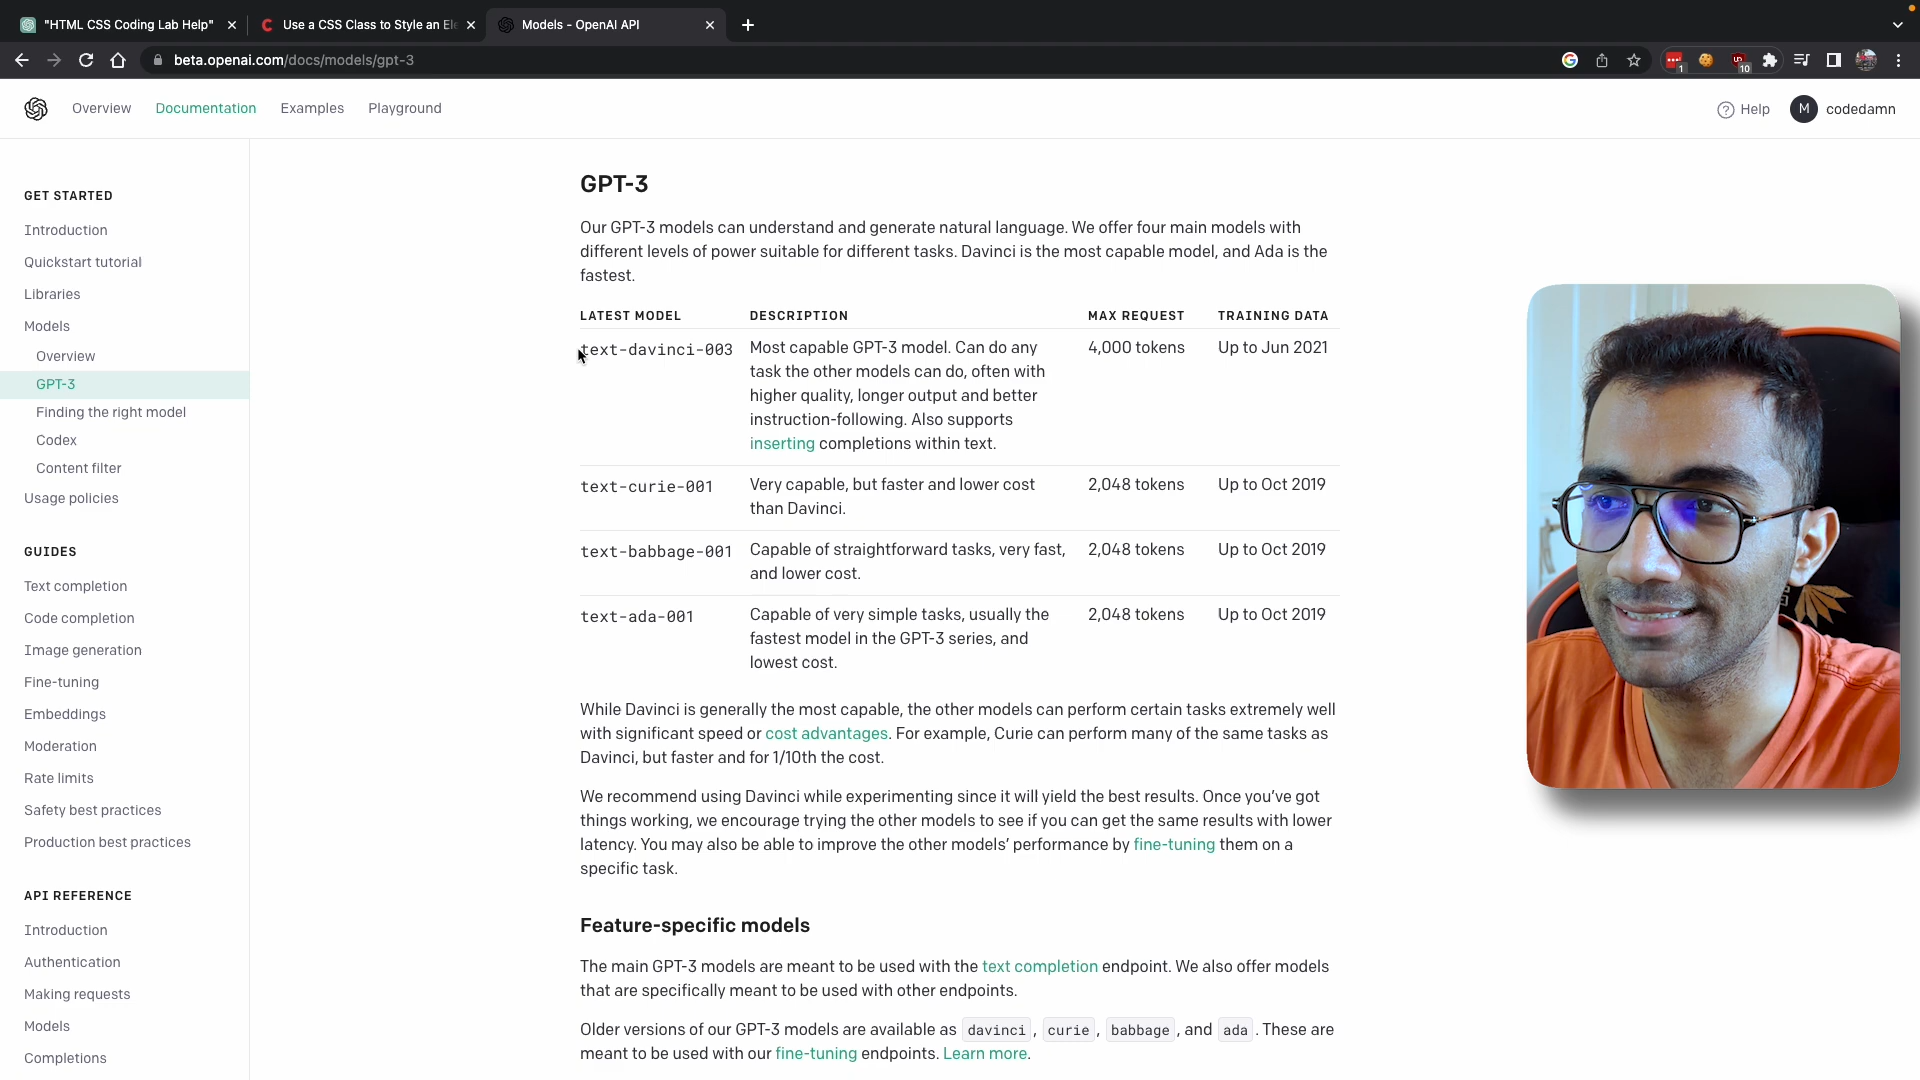 "HTML CSS Coding Lab Help"
Use a CSS Class to Style an Ele
Models - OpenAI API
beta.openai.com/docs/models/gpt-3
1
10
Overview
Documentation
Examples
Playground
Help
M
codedamn
GET STARTED
Introduction
Quickstart tutorial
Libraries
Models
Overview
GPT-3
Finding the right model
Codex
Content filter
Usage policies
GUIDES
Text completion
Code completion
Image generation
Fine-tuning
Embeddings
Moderation
Rate limits
Safety best practices
Production best practices
API REFERENCE
Introduction
Authentication
Making requests
Models
Completions
GPT-3
Our GPT-3 models can understand and generate natural language. We offer four main models with
different levels of power suitable for different tasks. Davinci is the most capable model, and Ada is the
fastest.
LATEST MODEL DESCRIPTION MAX REQUEST TRAINING DATA
text-davinci-003 Most capable GPT-3 model. Can do any 4,000 tokens Up to Jun 2021
task the other models can do, often with
higher quality, longer output and better
instruction-following. Also supports
inserting completions within text.
text-curie-001 Very capable, but faster and lower cost 2,048 tokens Up to Oct 2019
than Davinci.
text-babbage-001 Capable of straightforward tasks, very fast, 2,048 tokens Up to Oct 2019
and lower cost.
text-ada-001 Capable of very simple tasks, usually the 2,048 tokens Up to Oct 2019
fastest model in the GPT-3 series, and
lowest cost.
While Davinci is generally the most capable, the other models can perform certain tasks extremely well
with significant speed or cost advantages. For example, Curie can perform many of the same tasks as
Davinci, but faster and for 1/10th the cost.
We recommend using Davinci while experimenting since it will yield the best results. Once you've got
things working, we encourage trying the other models to see if you can get the same results with lower
latency. You may also be able to improve the other models' performance by fine-tuning them on a
specific task.
Feature-specific models
The main GPT-3 models are meant to be used with the text completion endpoint. We also offer models
that are specifically meant to be used with other endpoints.
Older versions of our GPT-3 models are available as davinci, curie, babbage, and ada. These are
meant to be used with our fine-tuning endpoints. Learn more.